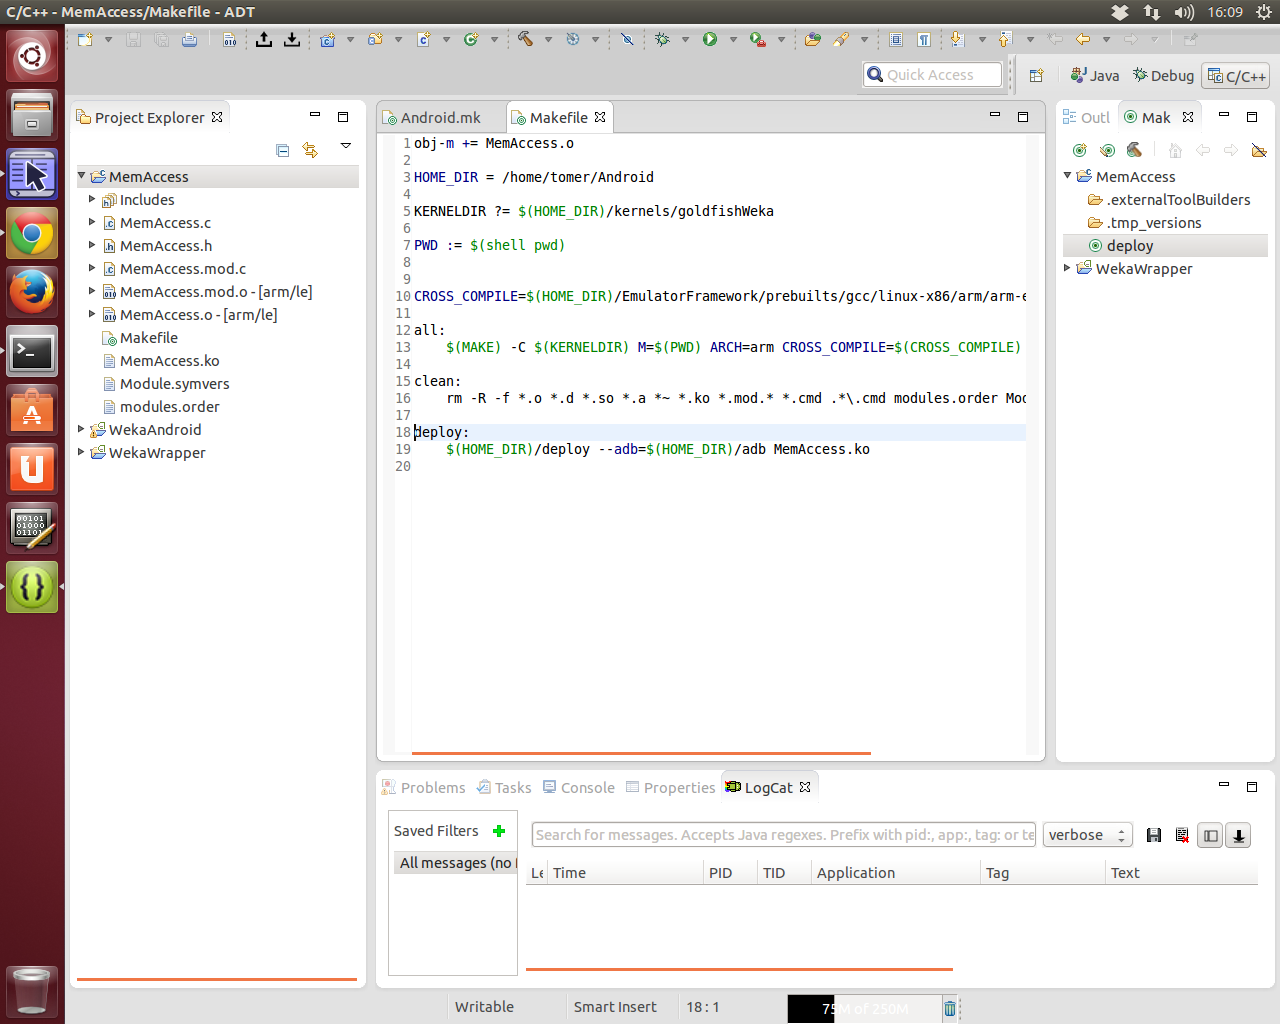 C/C++ - MemAccess/Makefile - ADT
16:09
Quick Access
Java
Debug
C/C++
Project Explorer
MemAccess
Includes
MemAccess.c
MemAccess.h
MemAccess.mod.c
MemAccess.mod.o - [arm/le]
MemAccess.o - [arm/le]
Makefile
MemAccess.ko
Module.symvers
modules.order
WekaAndroid
WekaWrapper
Android.mk
Makefile
1 obj-m += MemAccess.o
2
3 HOME_DIR = /home/tomer/Android
4
5 KERNELDIR ?= $(HOME_DIR)/kernels/goldfishWeka
6
7 PWD := $(shell pwd)
8
9
10 CROSS_COMPILE=$(HOME_DIR)/EmulatorFramework/prebuilts/gcc/linux-x86/arm/arm-e
11
12 all:
13 $(MAKE) -C $(KERNELDIR) M=$(PWD) ARCH=arm CROSS_COMPILE=$(CROSS_COMPILE)
14
15 clean:
16 rm -R -f *.o *.d *.so *.a *~ *.ko *.mod.* *.cmd .*\.cmd modules.order Mod
17
18 deploy:
19 $(HOME_DIR)/deploy --adb=$(HOME_DIR)/adb MemAccess.ko
20
Outl
Mak
MemAccess
.externalToolBuilders
.tmp_versions
deploy
WekaWrapper
Problems
Tasks
Console
Properties
LogCat
Saved Filters
All messages (no
Search for messages. Accepts Java regexes. Prefix with pid:, app:, tag: or te
verbose
Le
Time
PID
TID
Application
Tag
Text
Writable
Smart Insert
18 : 1
75M of 250M